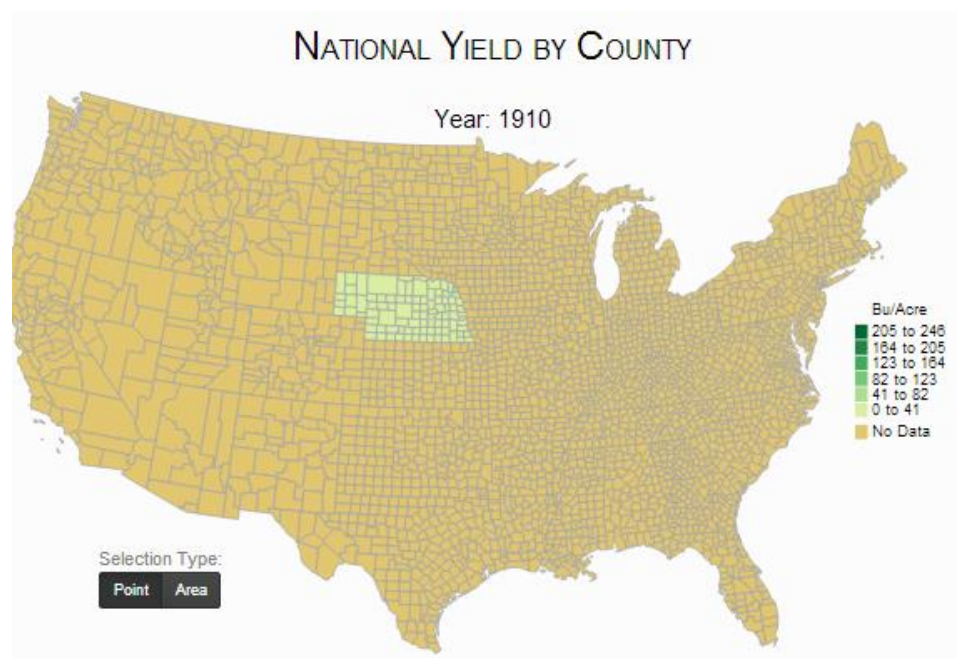 NATIONAL YIELD BY COUNTY
Year: 1910
Bu/Acre
205 to 246
164 to 205
123 to 164
82 to 123
41 to 82
0 to 41
No Data
Selection Type:
Point Area